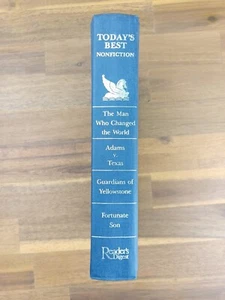 TODAY'S
BEST
NONFICTION
The Man
Who Changed
the World
Adams
v.
Texas
Guardians of
Yellowstone
Fortunate
Son
Reader's
Digest